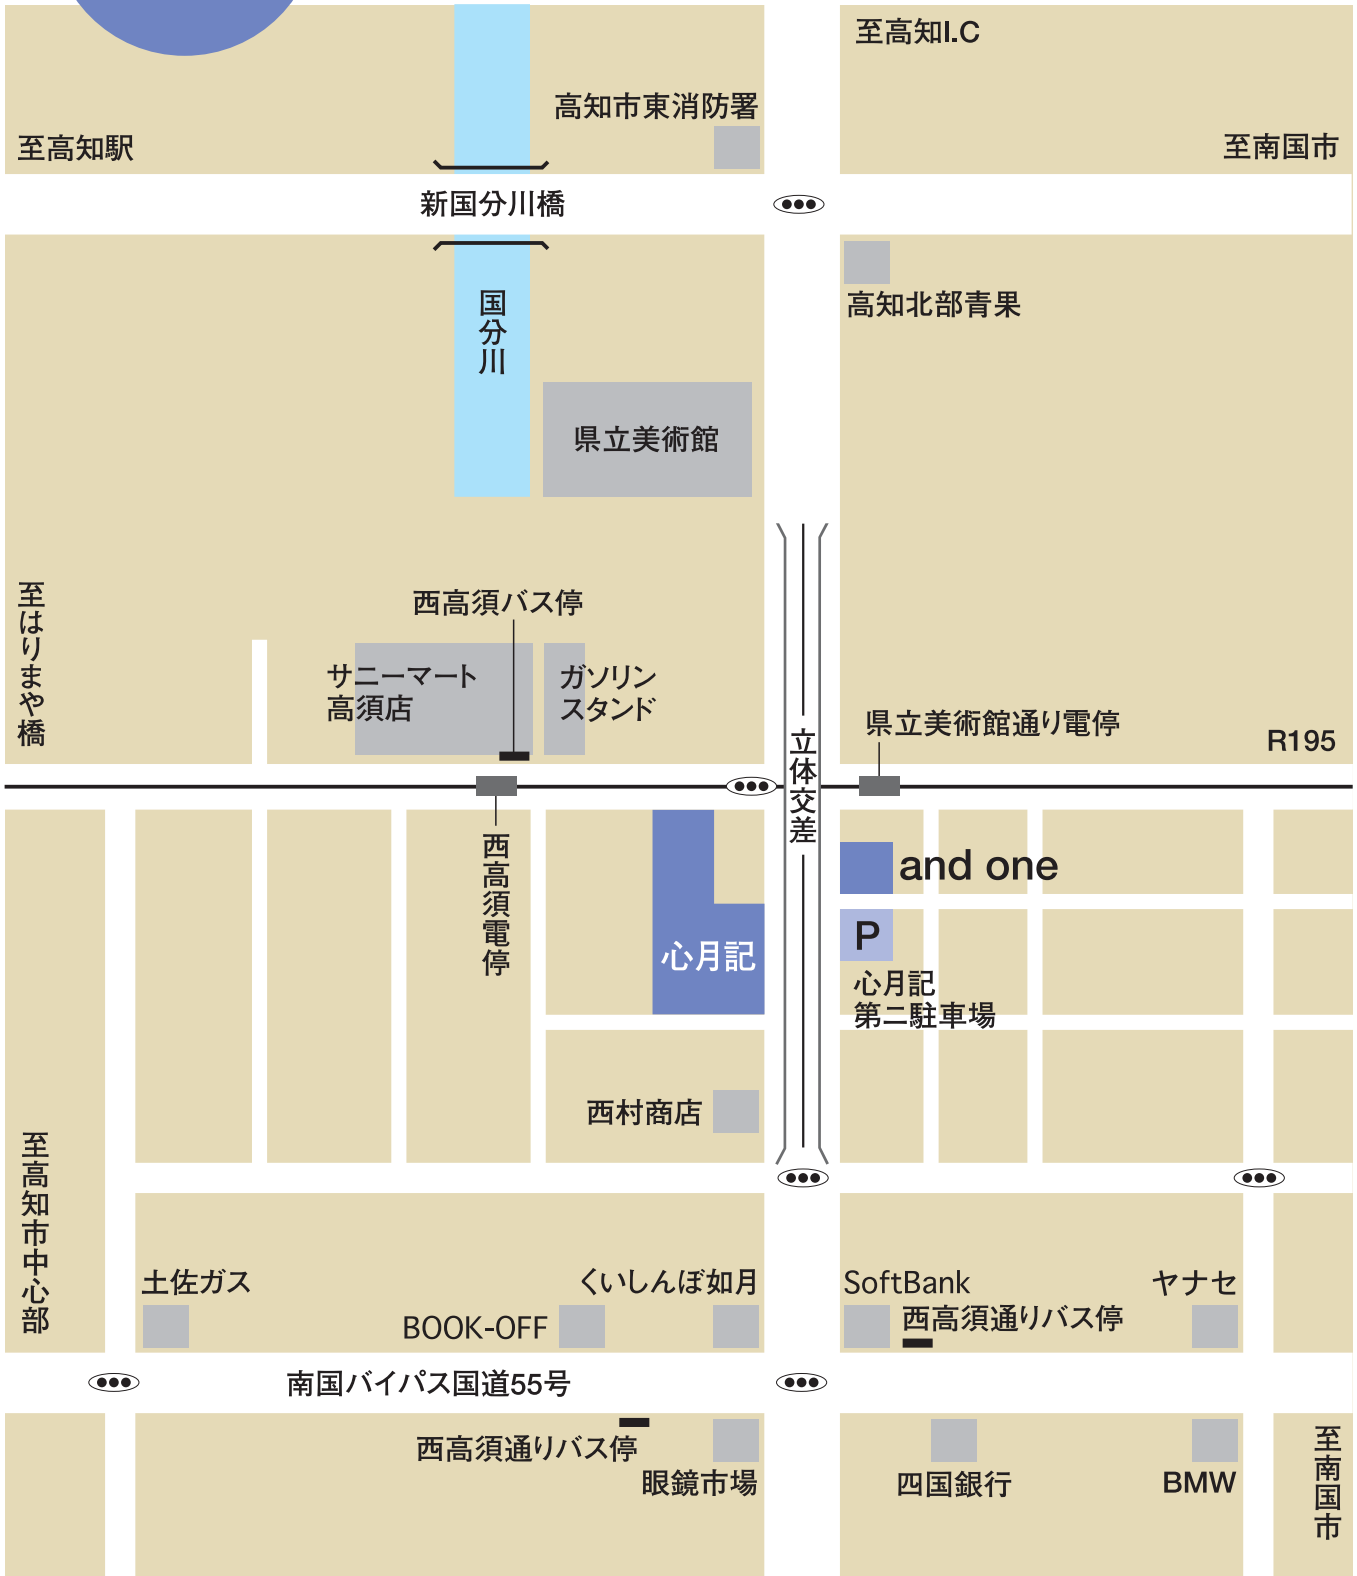 至高知I.C
高知市東消防署
至高知駅
至南国市
新国分川橋
高知北部青果
国分川
県立美術館
至はりまや橋
西高須バス停
サニーマート
高須店
ガソリン
スタンド
県立美術館通り電停
R195
立体交差
西高須電停
and one
心月記
P
心月記
第二駐車場
西村商店
至高知市中心部
土佐ガス
くいしんぼ如月
SoftBank
ヤナセ
BOOK-OFF
西高須通りバス停
南国バイパス国道55号
西高須通りバス停
眼鏡市場
四国銀行
BMW
至南国市